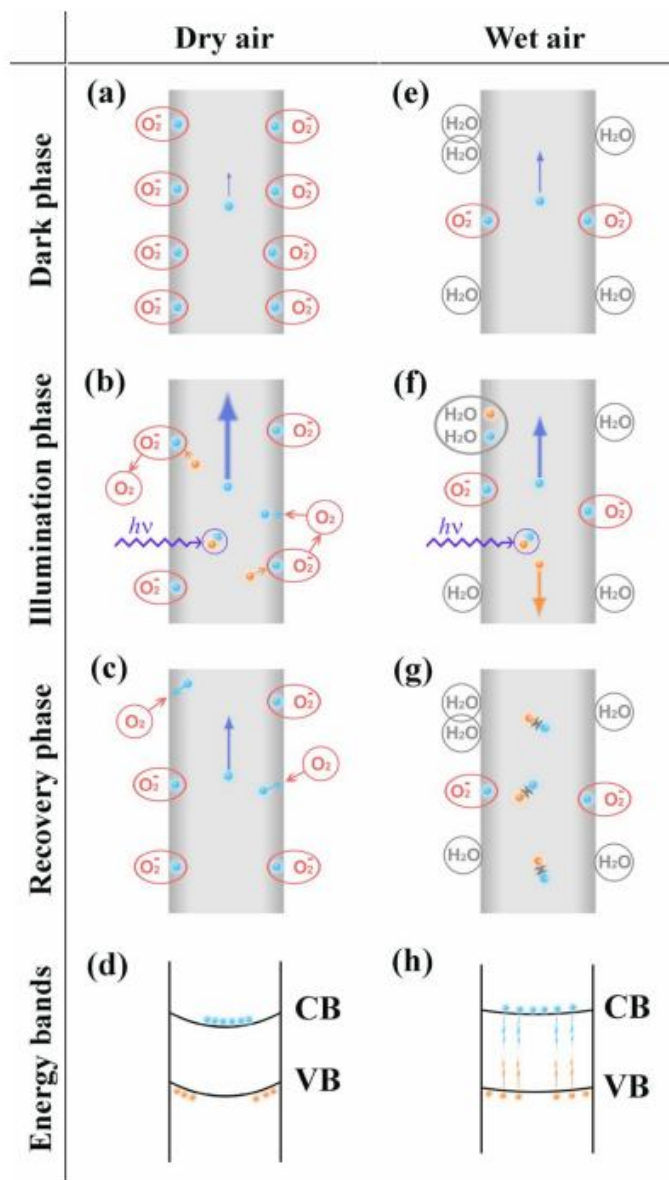 Dry air
Wet air
Dark phase
(a)
O₂⁻ O₂⁻
O₂⁻ O₂⁻
O₂⁻ O₂⁻
O₂⁻ O₂⁻
(e)
H₂O H₂O
H₂O
O₂⁻ O₂⁻
H₂O H₂O
Illumination phase
(b)
O₂⁻ O₂⁻
O₂ O₂
hν
O₂⁻
O₂⁻
(f)
H₂O H₂O
H₂O
O₂⁻ O₂⁻
hν
H₂O H₂O
Recovery phase
(c)
O₂ O₂⁻
O₂
O₂⁻
O₂⁻ O₂⁻
(g)
H₂O H₂O
H₂O
O₂⁻ O₂⁻
H₂O H₂O
Energy bands
(d)
CB
VB
(h)
CB
VB